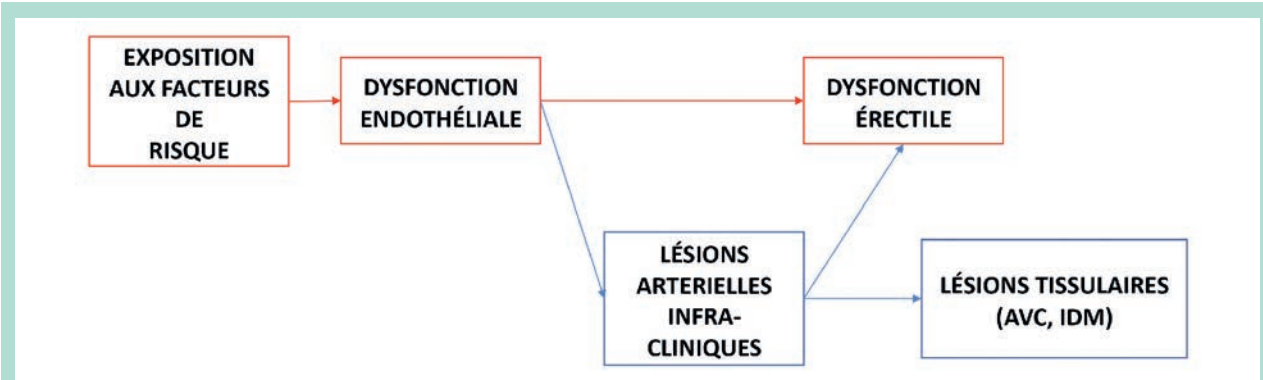 EXPOSITION
AUX FACTEURS
DE
RISQUE
DYSFONCTION
ENDOTHÉLIALE
DYSFONCTION
ÉRECTILE
LÉSIONS
ARTERIELLES
INFRA-
CLINIQUES
LÉSIONS TISSULAIRES
(AVC, IDM)